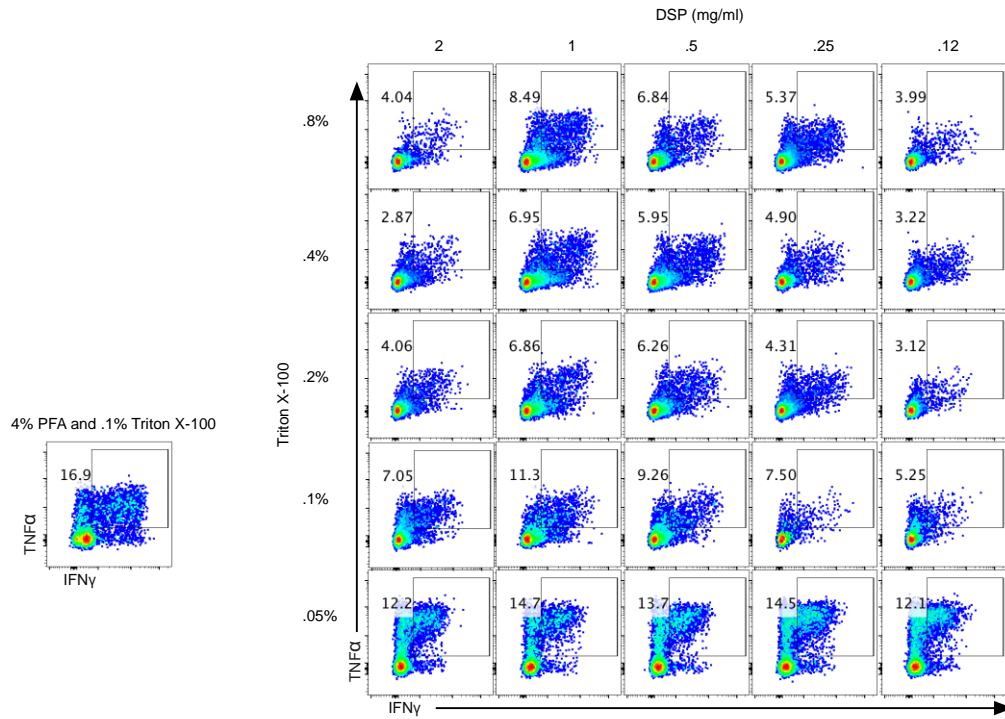 DSP (mg/ml)
2 1 .5 .25 .12
.8% 4.04 8.49 6.84 5.37 3.99
.4% 2.87 6.95 5.95 4.90 3.22
Triton X-100
.2% 4.06 6.86 6.26 4.31 3.12
4% PFA and .1% Triton X-100
.1% 7.05 11.3 9.26 7.50 5.25
16.9
TNFα
IFNγ
.05% 12.2 14.7 13.7 14.5 12.1
TNFα
IFNγ